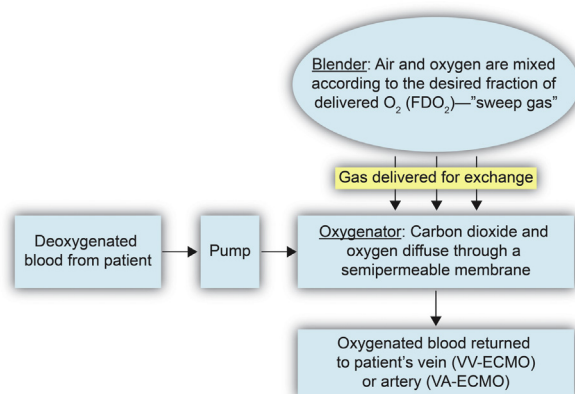 Blender: Air and oxygen are mixed
according to the desired fraction of
delivered O₂ (FDO₂)—”sweep gas”
Gas delivered for exchange
Deoxygenated
blood from patient
Pump
Oxygenator: Carbon dioxide and
oxygen diffuse through a
semipermeable membrane
Oxygenated blood returned
to patient’s vein (VV-ECMO)
or artery (VA-ECMO)